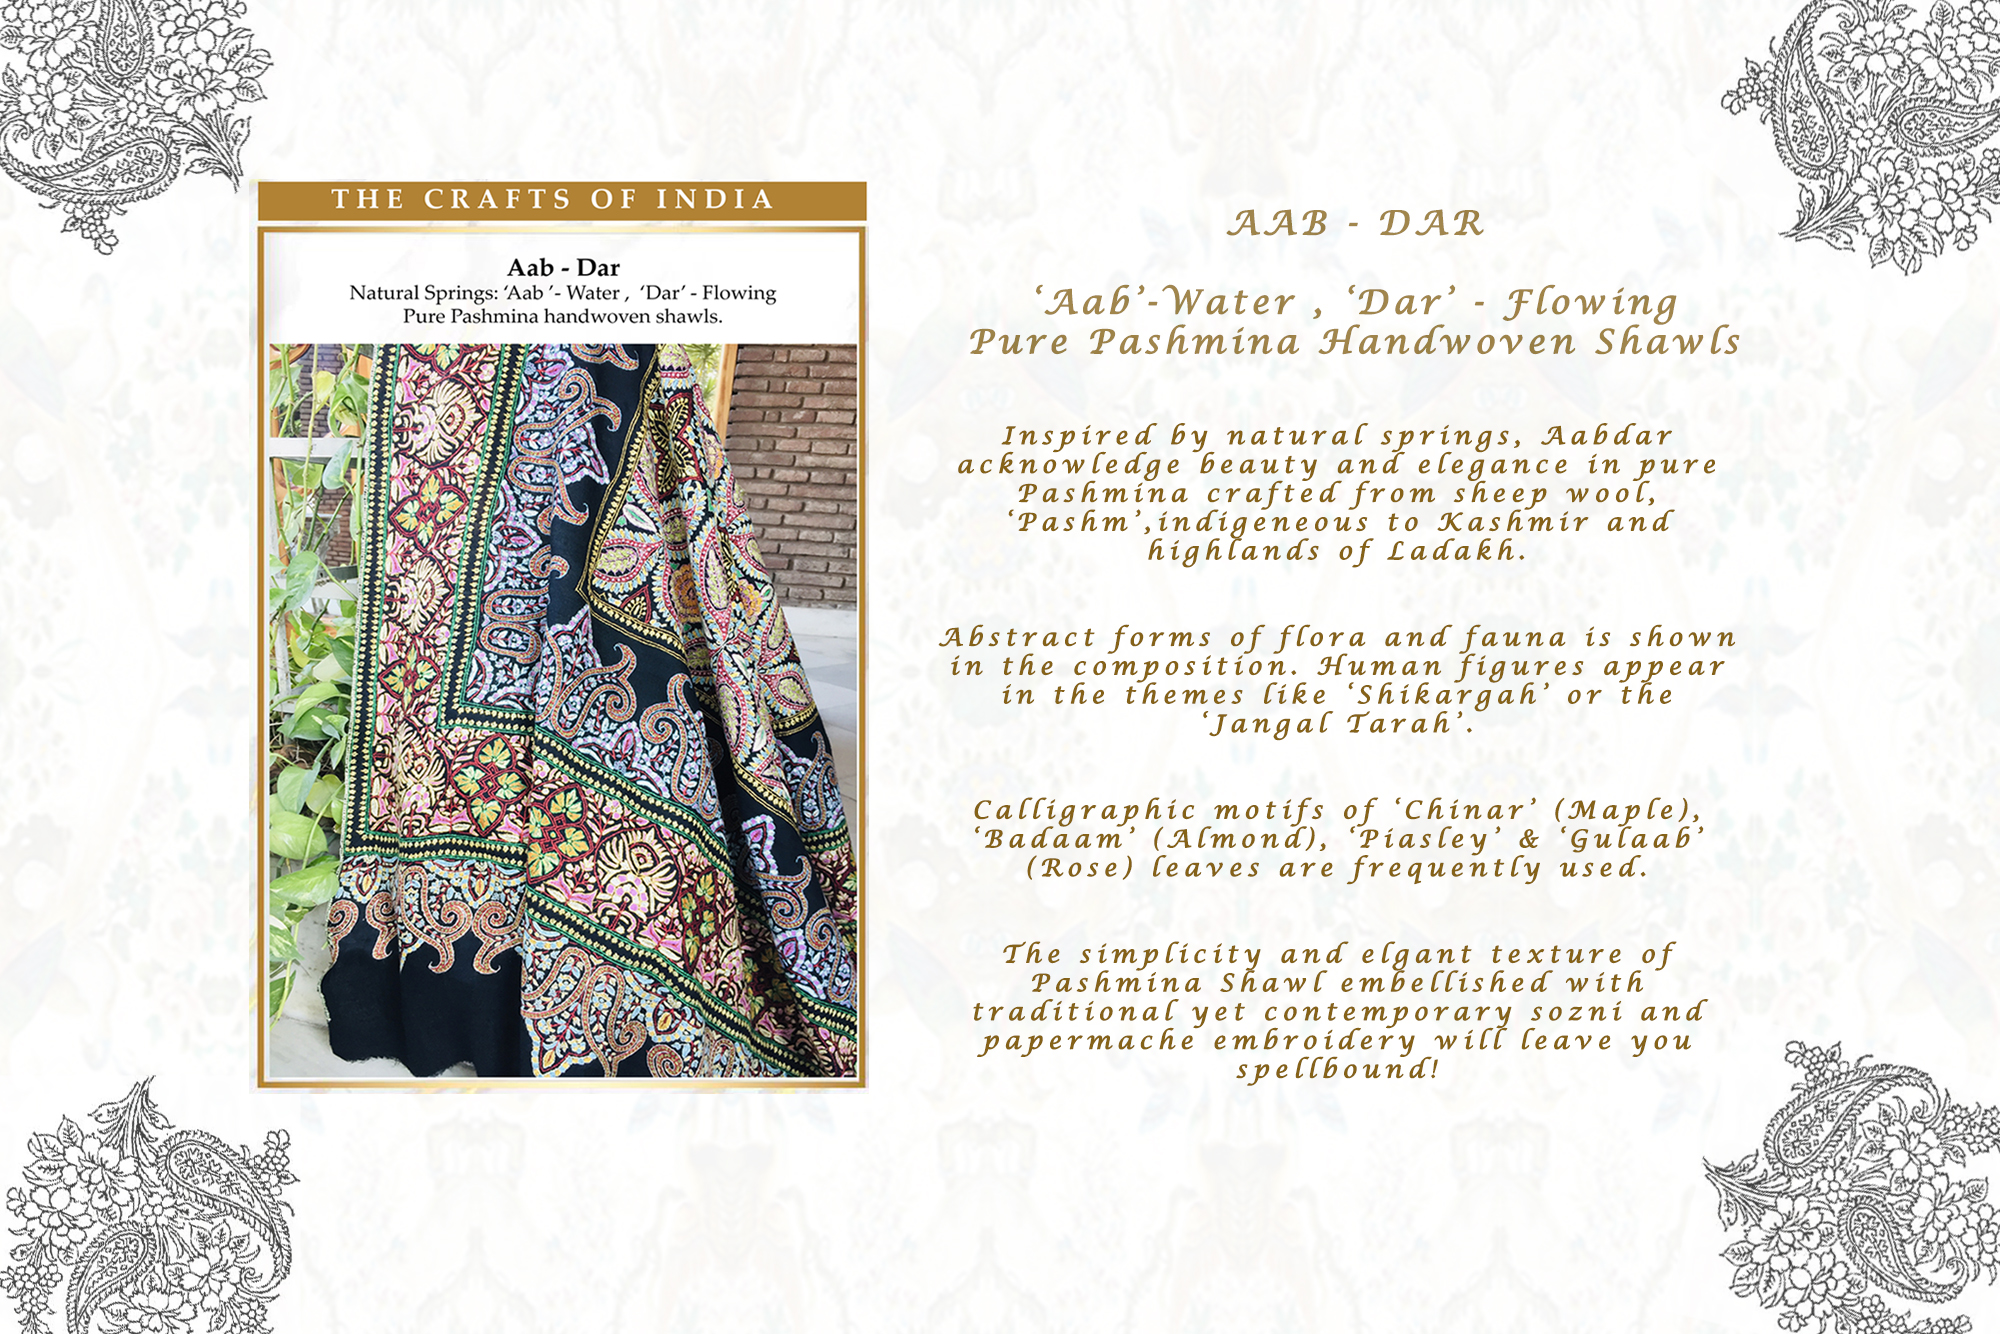 THE CRAFTS OF INDIA
Aab - Dar
Natural Springs: ‘Aab ’- Water , ‘Dar’ - Flowing
Pure Pashmina handwoven shawls.
AAB - DAR
‘Aab’-Water , ‘Dar’ - Flowing
Pure Pashmina Handwoven Shawls
Inspired by natural springs, Aabdar
acknowledge beauty and elegance in pure
Pashmina crafted from sheep wool,
‘Pashm’,indigeneous to Kashmir and
highlands of Ladakh.
Abstract forms of flora and fauna is shown
in the composition. Human figures appear
in the themes like ‘Shikargah’ or the
‘Jangal Tarah’.
Calligraphic motifs of ‘Chinar’ (Maple),
‘Badaam’ (Almond), ‘Piasley’ & ‘Gulaab’
(Rose) leaves are frequently used.
The simplicity and elgant texture of
Pashmina Shawl embellished with
traditional yet contemporary sozni and
papermache embroidery will leave you
spellbound!